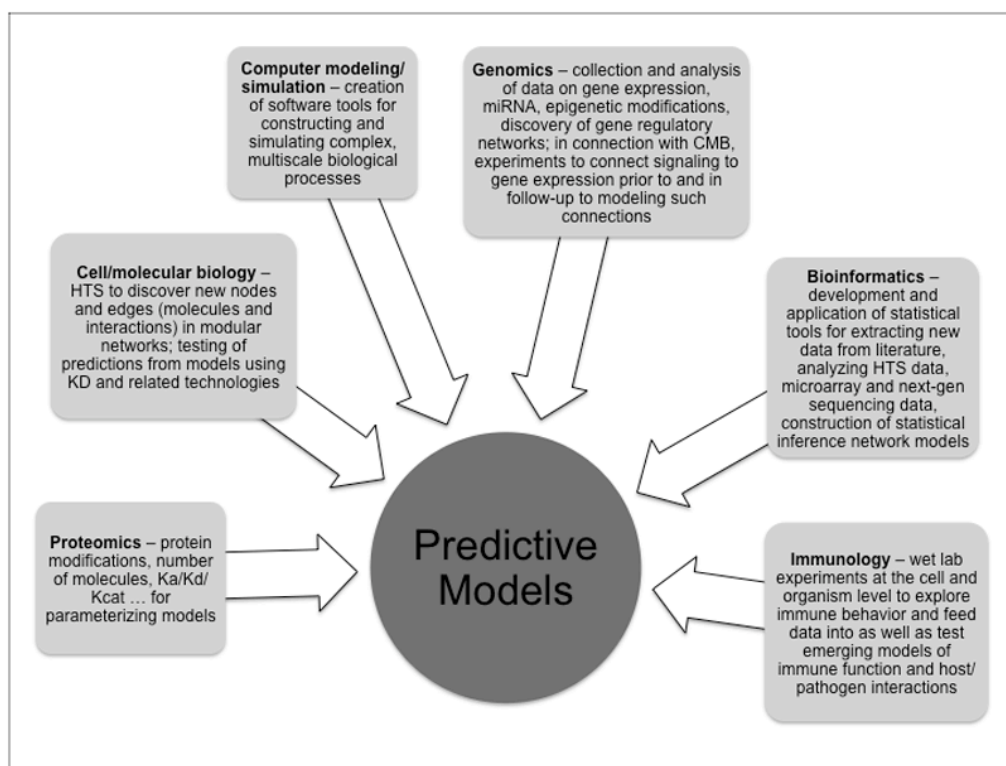 Computer modeling/
simulation – creation
of software tools for
constructing and
simulating complex,
multiscale biological
processes
Genomics – collection and analysis
of data on gene expression,
miRNA, epigenetic modifications,
discovery of gene regulatory
networks; in connection with CMB,
experiments to connect signaling to
gene expression prior to and in
follow-up to modeling such
connections
Cell/molecular biology –
HTS to discover new nodes
and edges (molecules and
interactions) in modular
networks; testing of
predictions from models using
KD and related technologies
Bioinformatics –
development and
application of statistical
tools for extracting new
data from literature,
analyzing HTS data,
microarray and next-gen
sequencing data,
construction of statistical
inference network models
Proteomics – protein
modifications, number
of molecules, Ka/Kd/
Kcat ... for
parameterizing models
Predictive
Models
Immunology – wet lab
experiments at the cell and
organism level to explore
immune behavior and feed
data into as well as test
emerging models of
immune function and host/
pathogen interactions